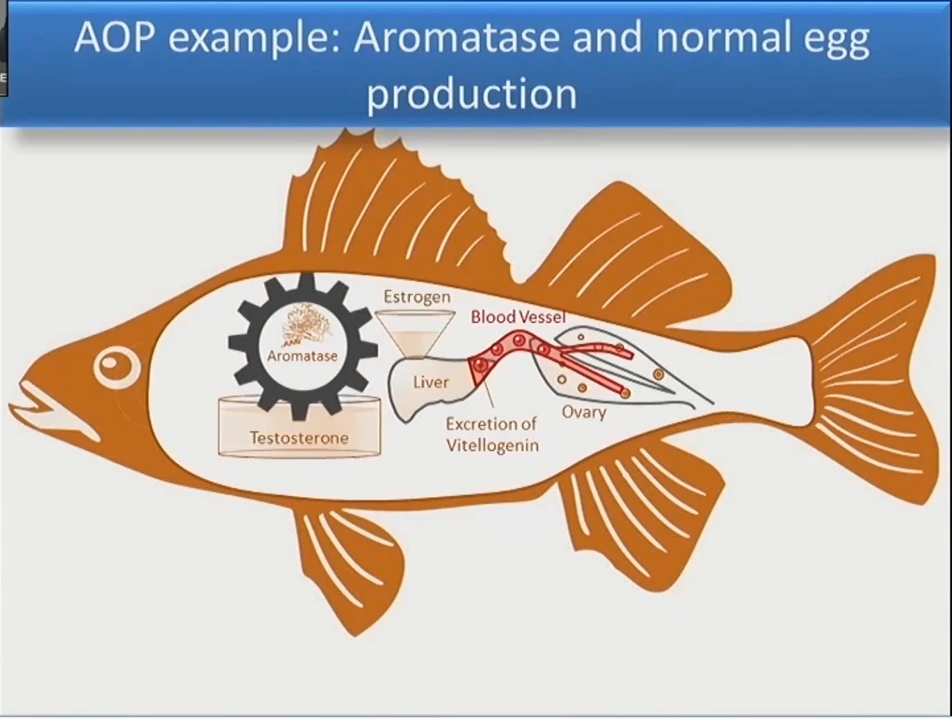 AOP example: Aromatase and normal egg
production
E
Estrogen
Blood Vessel
Aromatase
Liver
Ovary
Excretion of
Vitellogenin
Testosterone